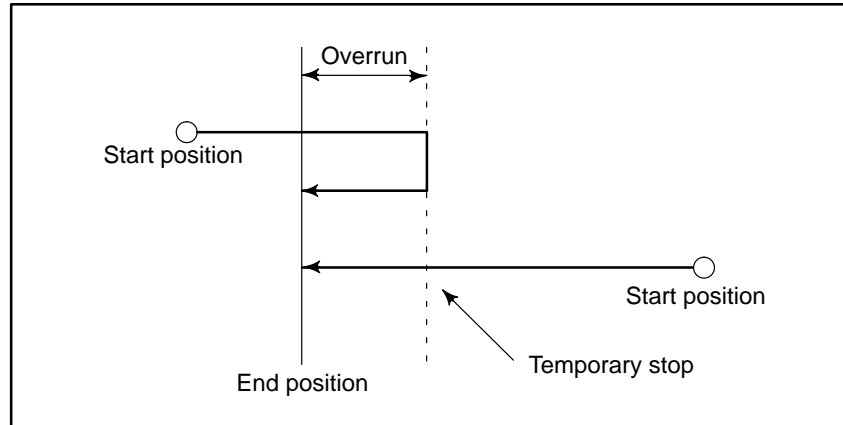 Overrun
Start position
Start position
Temporary stop
End position